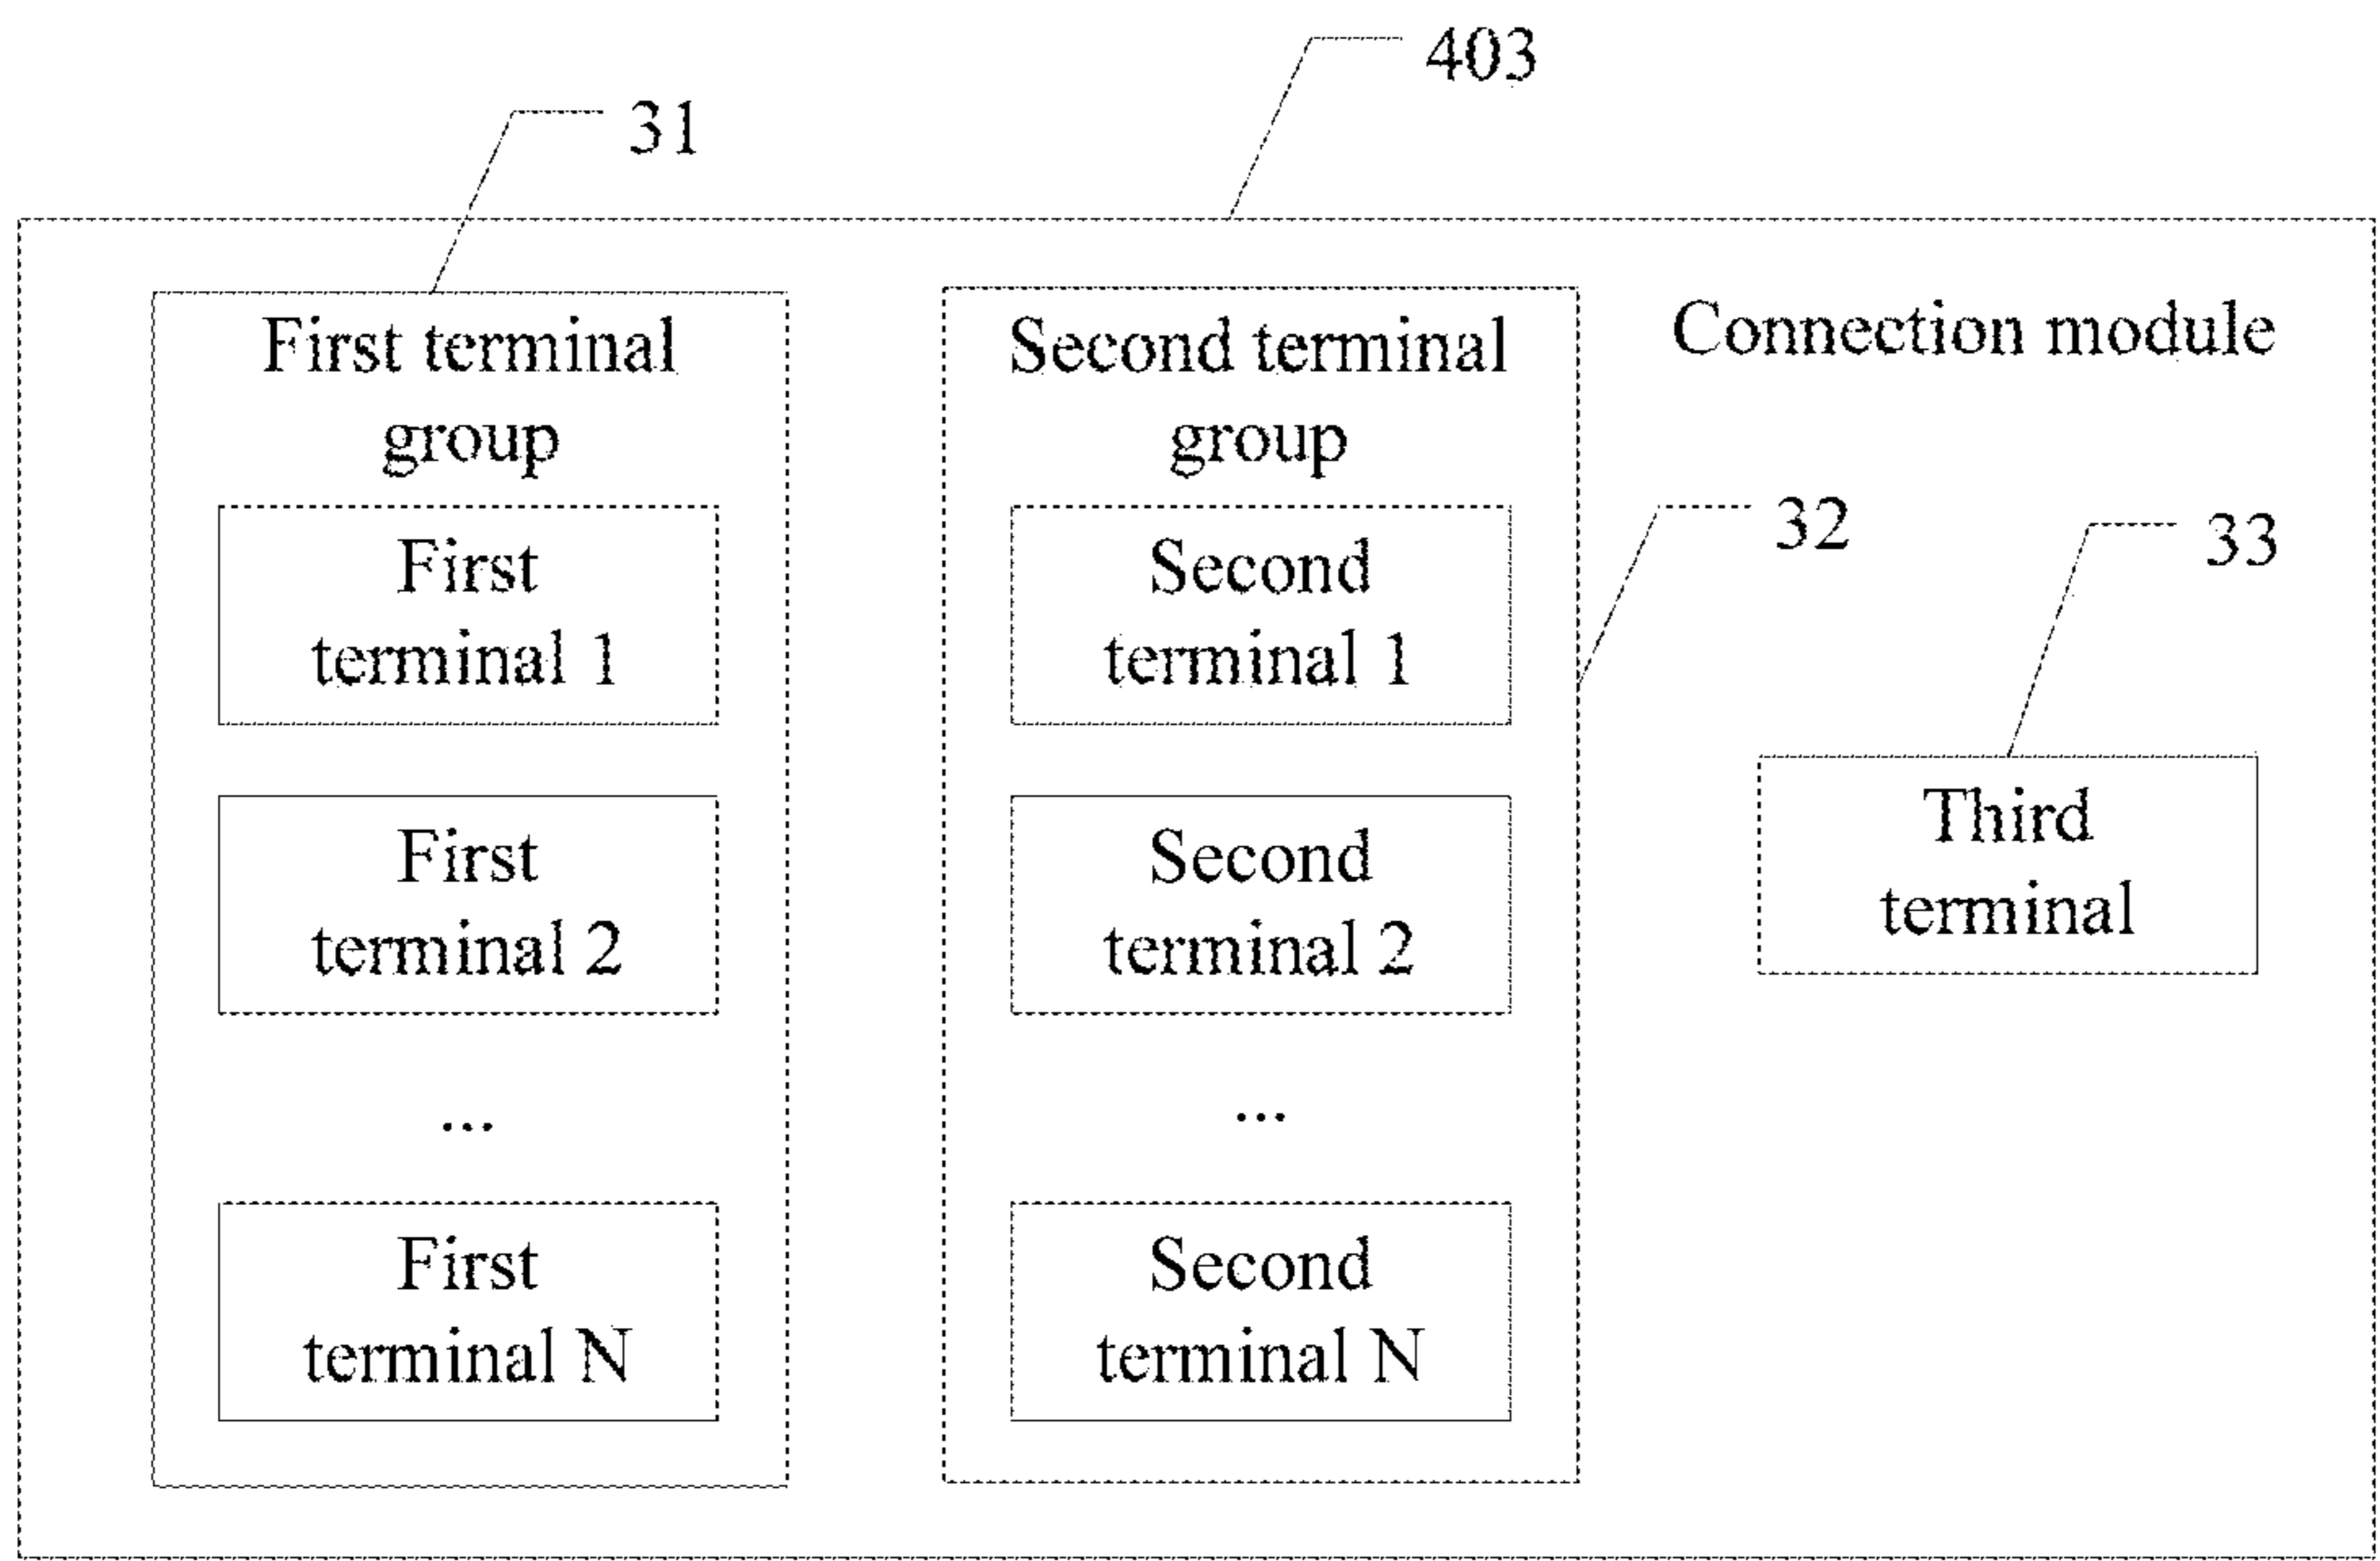 403
31
First terminal
group
First
terminal 1
First
terminal 2
...
First
terminal N
Second terminal
group
Second
terminal 1
Second
terminal 2
...
Second
terminal N
32
Connection module
33
Third
terminal